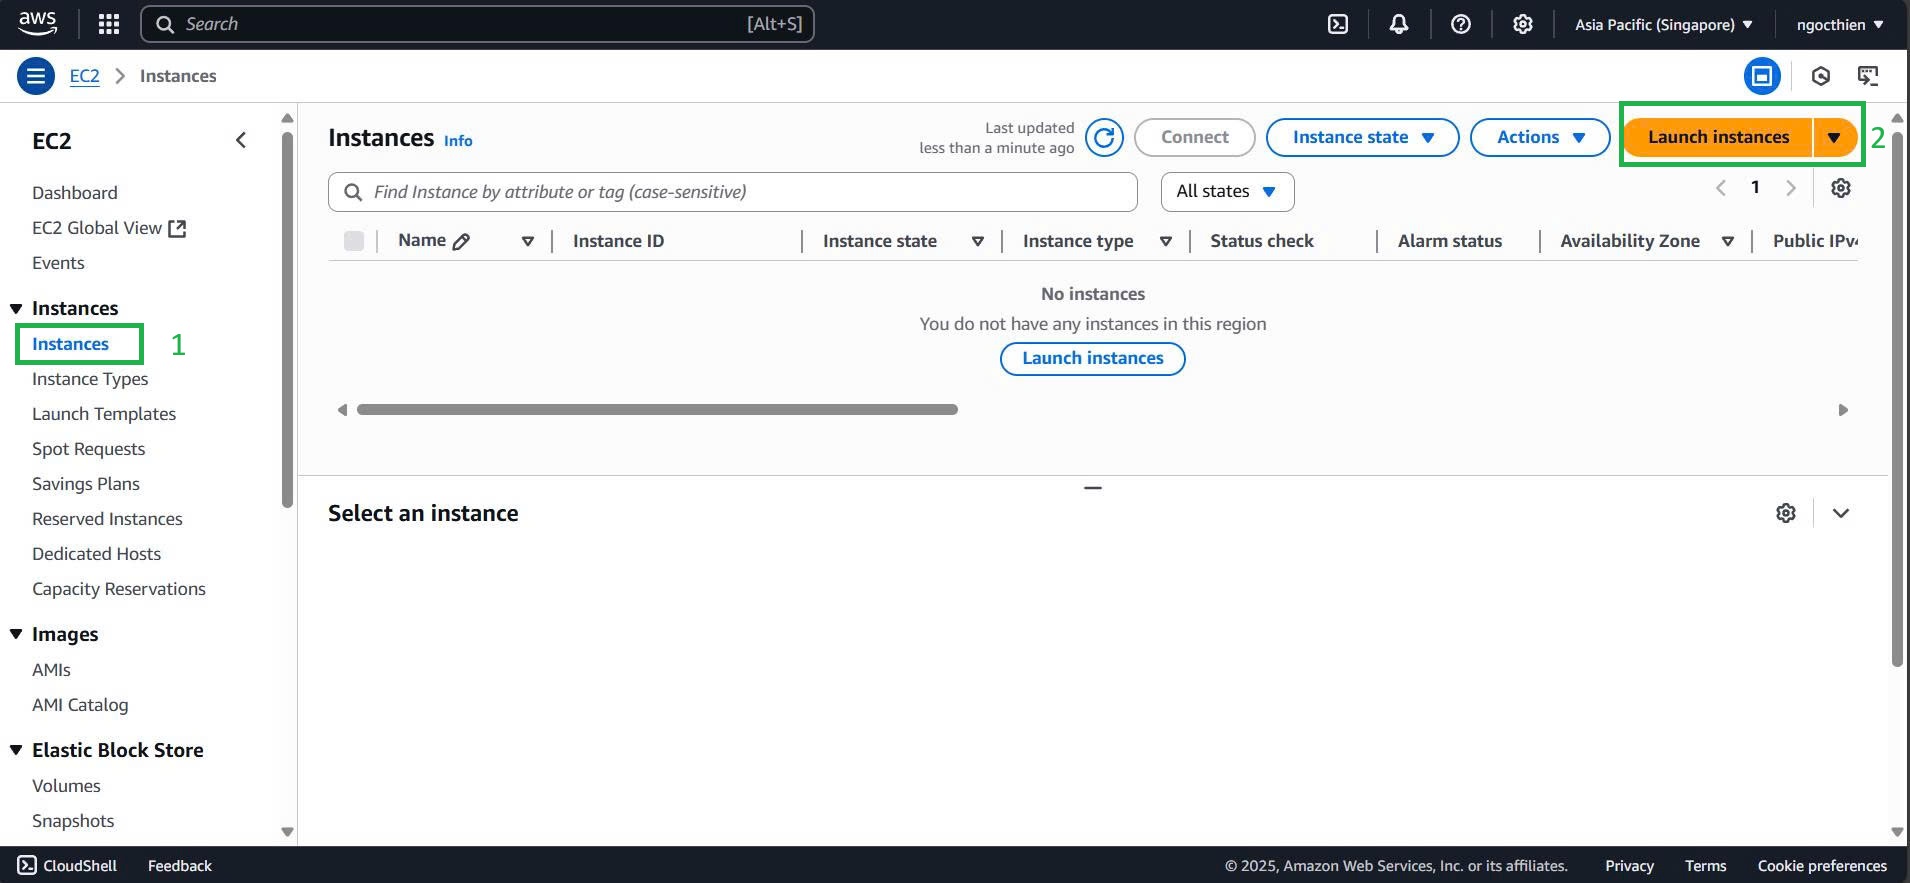 aws
Search [Alt+S]
Asia Pacific (Singapore)
ngocthien
EC2 > Instances
EC2
Dashboard
EC2 Global View
Events
Instances
Instances 1
Instance Types
Launch Templates
Spot Requests
Savings Plans
Reserved Instances
Dedicated Hosts
Capacity Reservations
Images
AMIs
AMI Catalog
Elastic Block Store
Volumes
Snapshots
Instances Info
Last updated
less than a minute ago
Connect
Instance state
Actions
Launch instances 2
Find Instance by attribute or tag (case-sensitive)
All states
1
Name Instance ID Instance state Instance type Status check Alarm status Availability Zone Public IPv4
No instances
You do not have any instances in this region
Launch instances
Select an instance
CloudShell Feedback
© 2025, Amazon Web Services, Inc. or its affiliates. Privacy Terms Cookie preferences